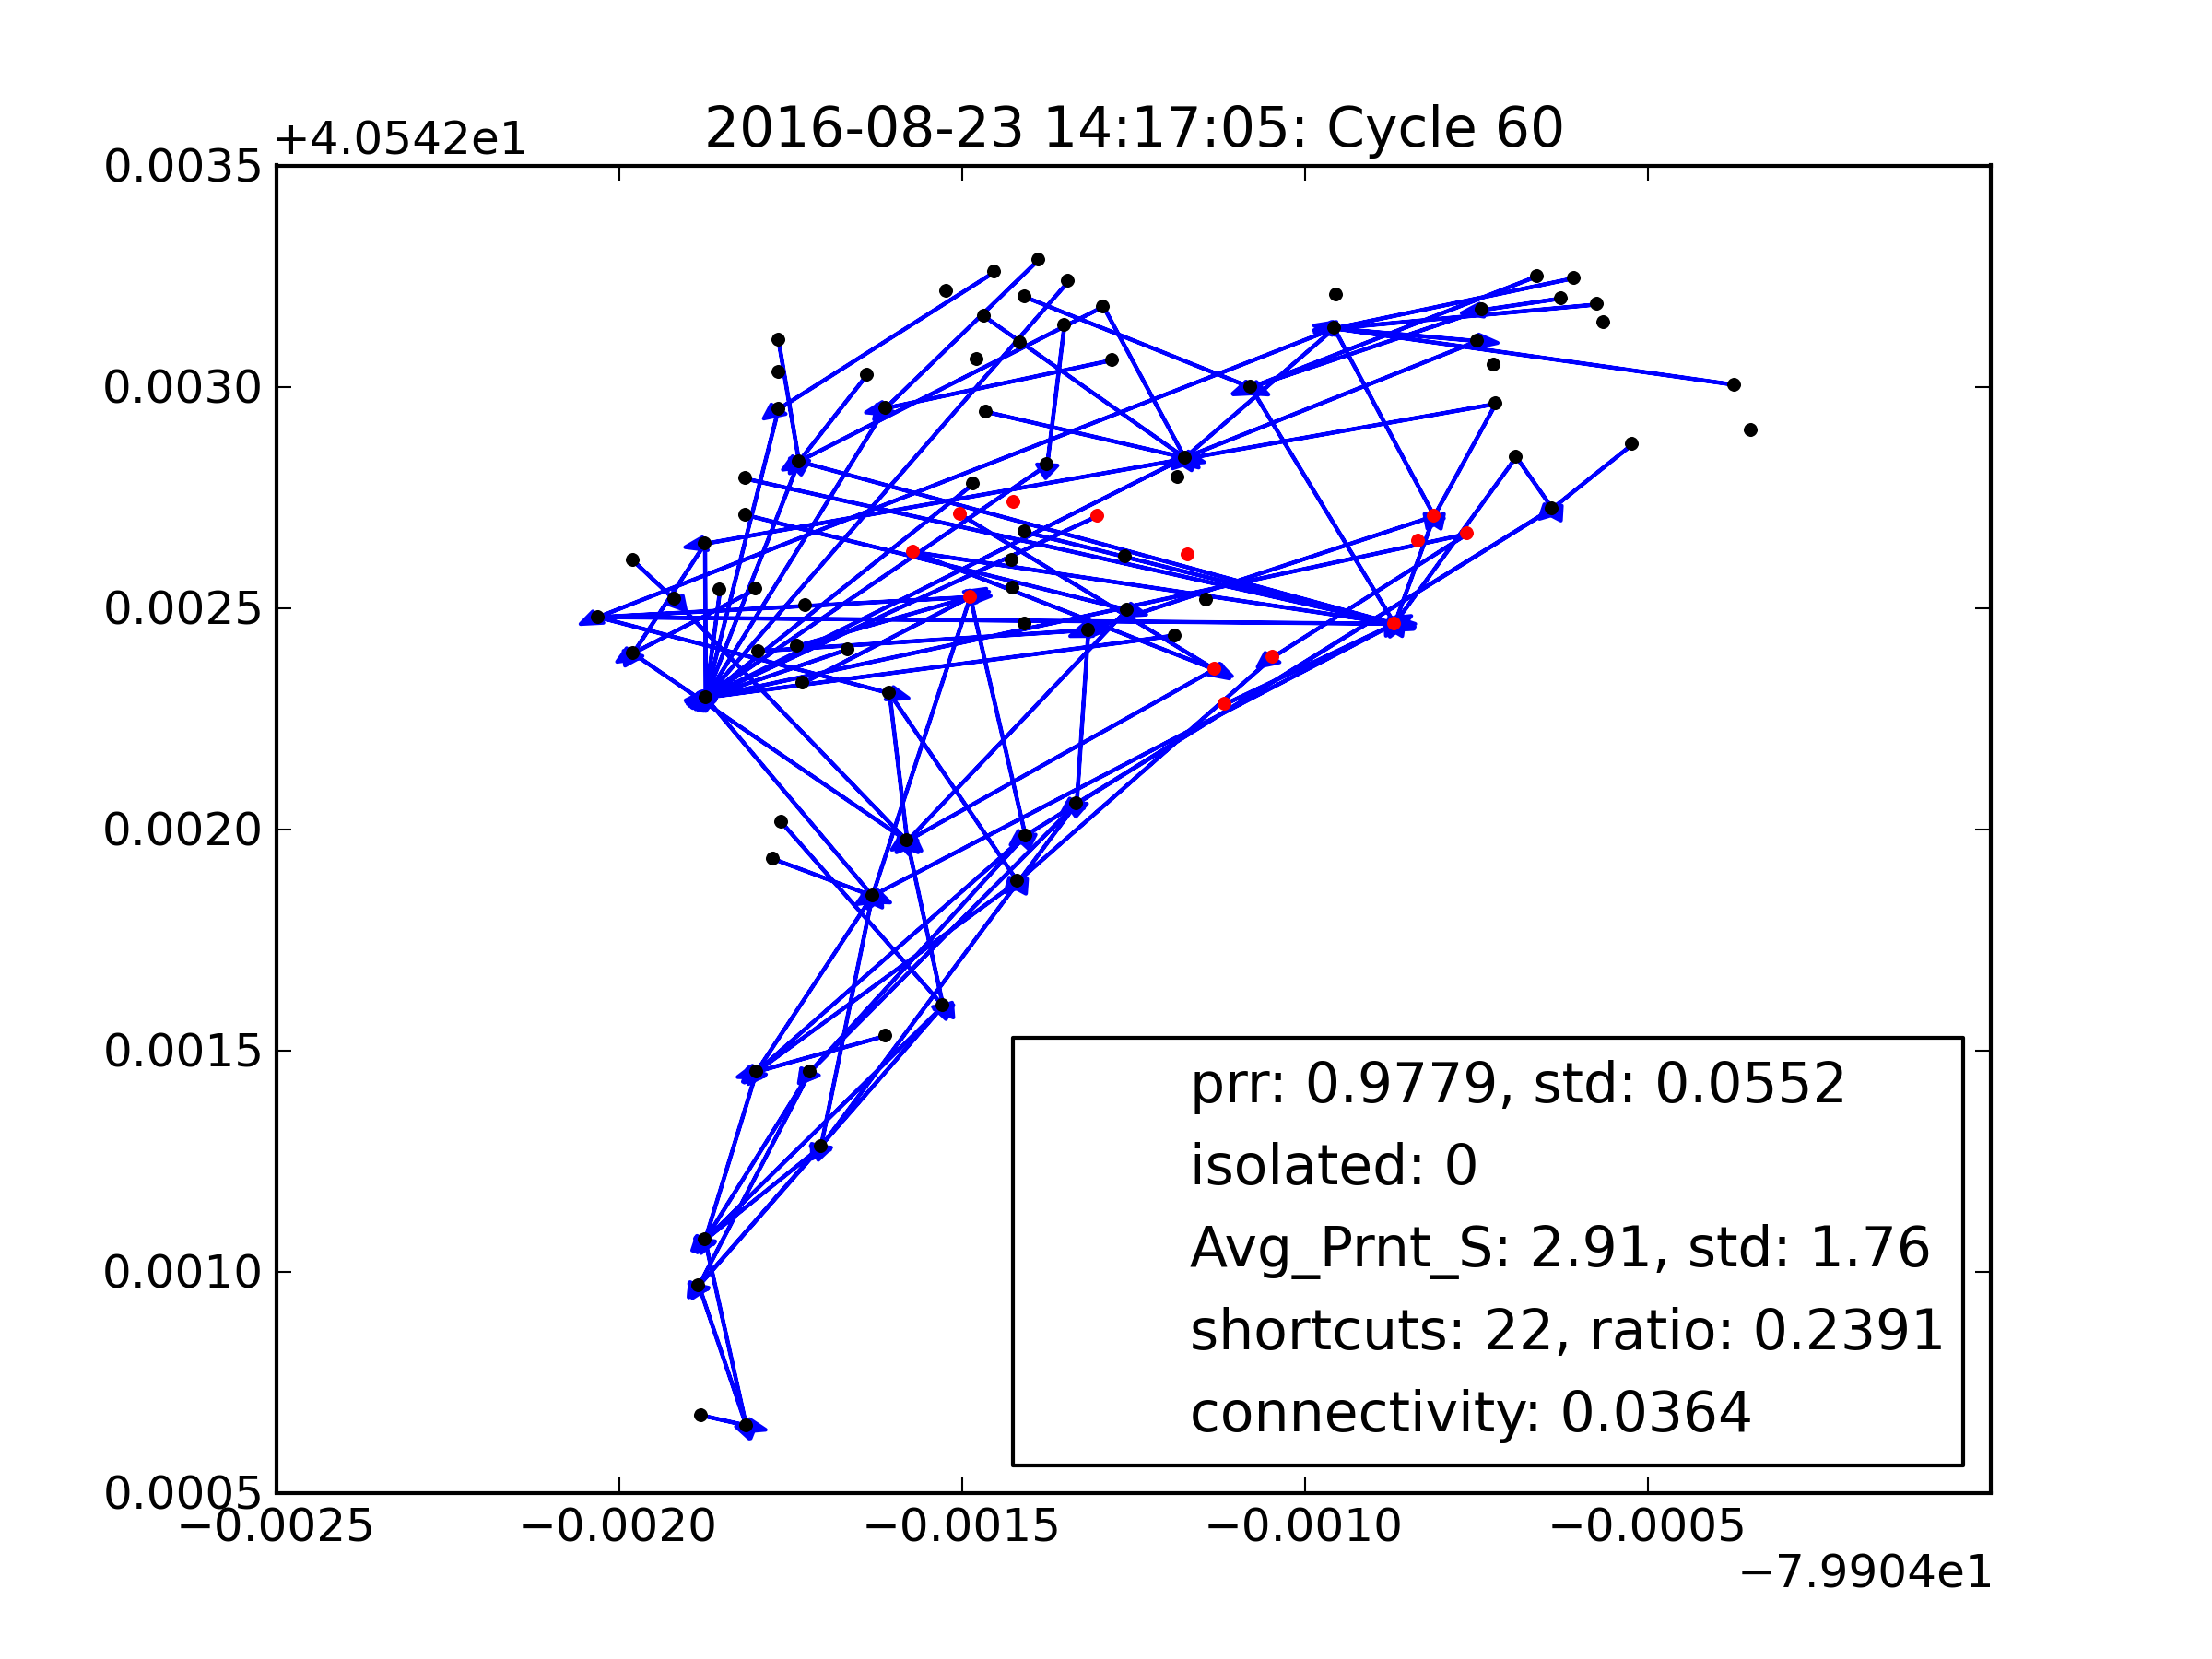 2016-08-23 14:17:05: Cycle 60
+4.0542e1
0.0035
0.0030
0.0025
0.0020
0.0015
0.0010
0.0005
prr: 0.9779, std: 0.0552
isolated: 0
Avg_Prnt_S: 2.91, std: 1.76
shortcuts: 22, ratio: 0.2391
connectivity: 0.0364
−0.0025 −0.0020 −0.0015 −0.0010 −0.0005
−7.9904e1